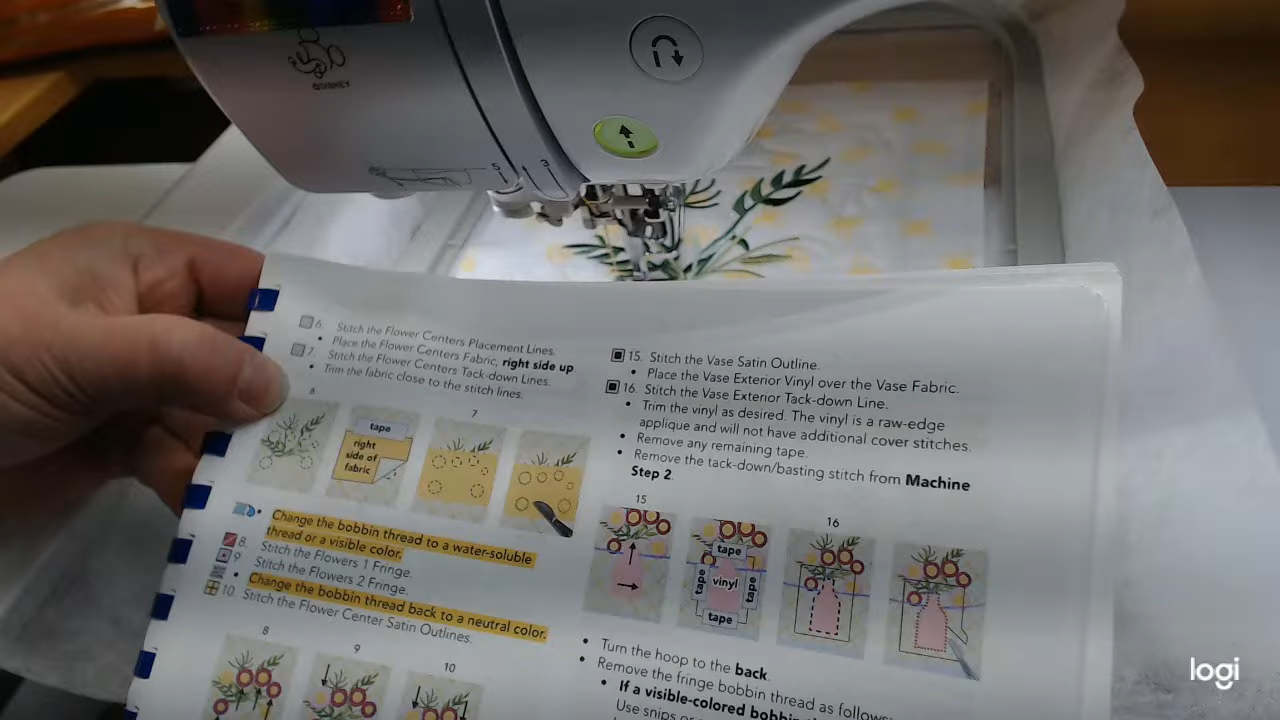 ©DISNEY
5
3
6. Stitch the Flower Centers Placement Lines.
• Place the Flower Centers Fabric, right side up.
7. Stitch the Flower Centers Tack-down Lines.
• Trim the fabric close to the stitch lines.
6
7
tape
right
side of
fabric
• Change the bobbin thread to a water-soluble
thread or a visible color.
8. Stitch the Flowers 1 Fringe.
9. Stitch the Flowers 2 Fringe.
• Change the bobbin thread back to a neutral color.
10. Stitch the Flower Center Satin Outlines.
8
9
10
15. Stitch the Vase Satin Outline.
• Place the Vase Exterior Vinyl over the Vase Fabric.
16. Stitch the Vase Exterior Tack-down Line.
• Trim the vinyl as desired. The vinyl is a raw-edge
applique and will not have additional cover stitches.
• Remove any remaining tape.
• Remove the tack-down/basting stitch from Machine
Step 2.
15
16
tape
tape
vinyl
tape
tape
• Turn the hoop to the back.
• Remove the fringe bobbin thread as follows:
• If a visible-colored bobbin
Use snips or
logi